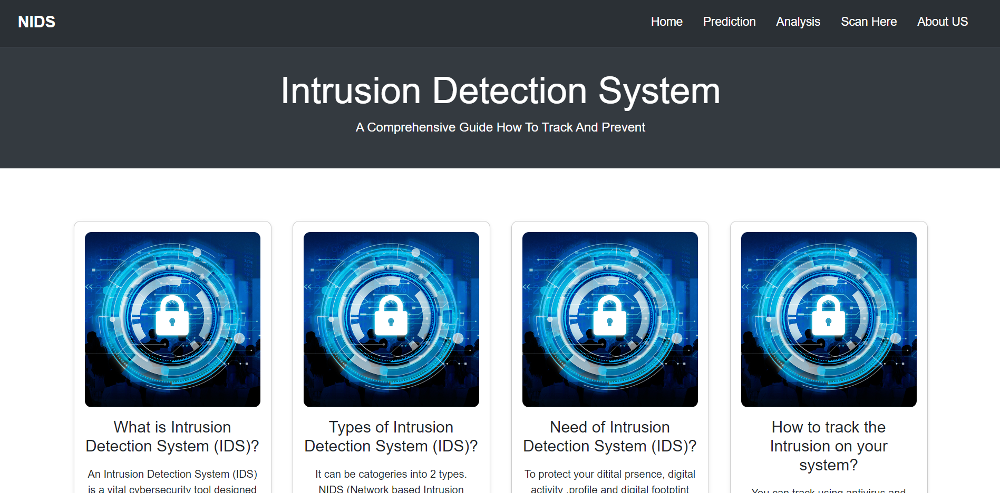 NIDS
Home Prediction Analysis Scan Here About US
Intrusion Detection System
A Comprehensive Guide How To Track And Prevent
What is Intrusion
Detection System (IDS)?
An Intrusion Detection System (IDS)
is a vital cybersecurity tool designed
Types of Intrusion
Detection System (IDS)?
It can be catogeries into 2 types.
NIDS (Network based Intrusion
Need of Intrusion
Detection System (IDS)?
To protect your ditital prsence, digital
activity ,profile and digital footptint
How to track the
Intrusion on your
system?
You can track using antivirus and